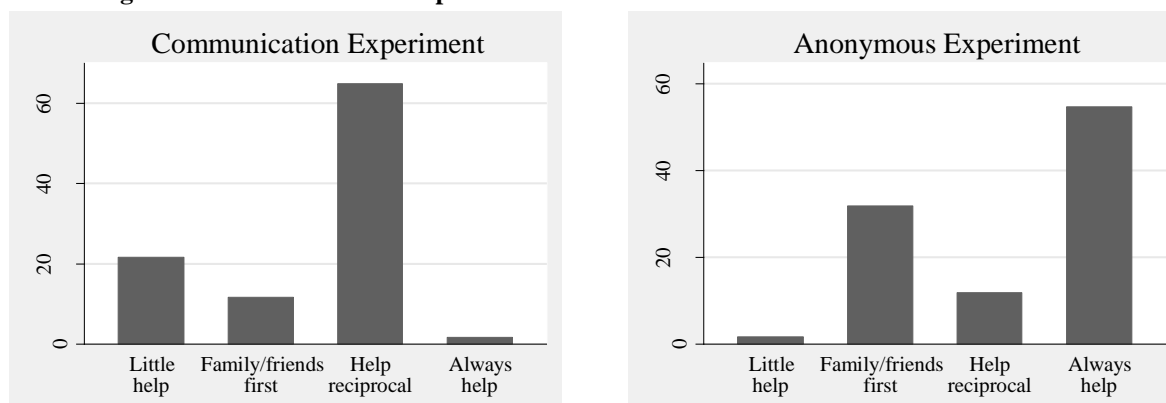 Communication Experiment
60
40
20
0
Little help
Family/friends first
Help reciprocal
Always help
Anonymous Experiment
60
40
20
0
Little help
Family/friends first
Help reciprocal
Always help